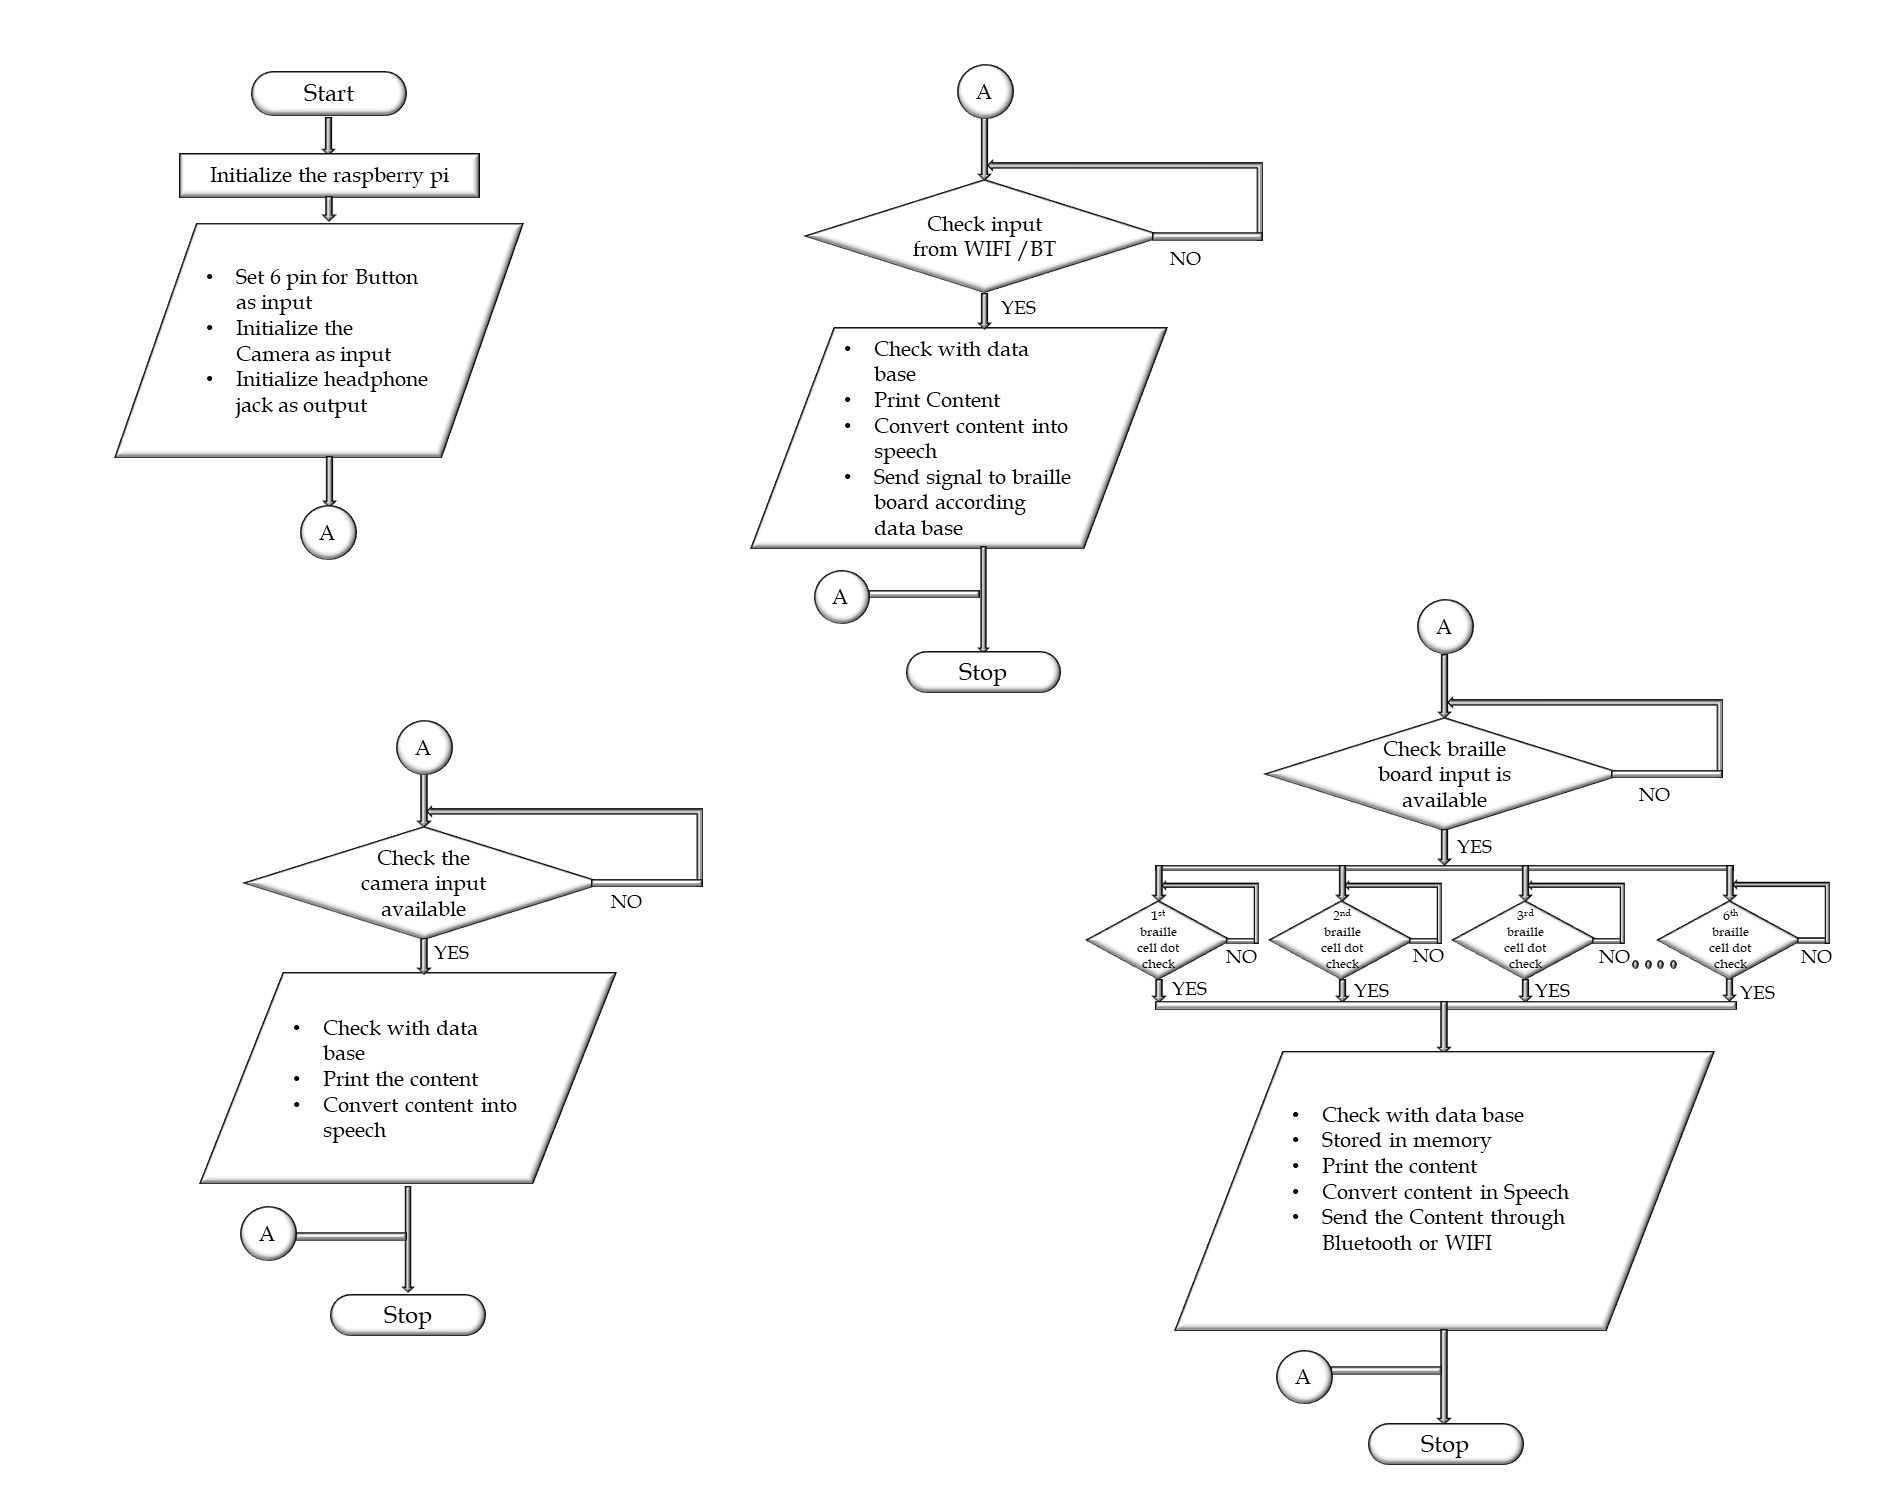 Start
Initialize the raspberry pi
• Set 6 pin for Button
as input
• Initialize the
Camera as input
• Initialize headphone
jack as output
A
A
Check input
from WIFI /BT
NO
YES
• Check with data
base
• Print Content
• Convert content into
speech
• Send signal to braille
board according
data base
A
Stop
A
Check the
camera input
available
NO
YES
• Check with data
base
• Print the content
• Convert content into
speech
A
Stop
A
Check braille
board input is
available
NO
YES
1st
braille
cell dot
check
NO
YES
2nd
braille
cell dot
check
NO
YES
3rd
braille
cell dot
check
NO
YES
6th
braille
cell dot
check
NO
YES
• Check with data base
• Stored in memory
• Print the content
• Convert content in Speech
• Send the Content through
Bluetooth or WIFI
A
Stop